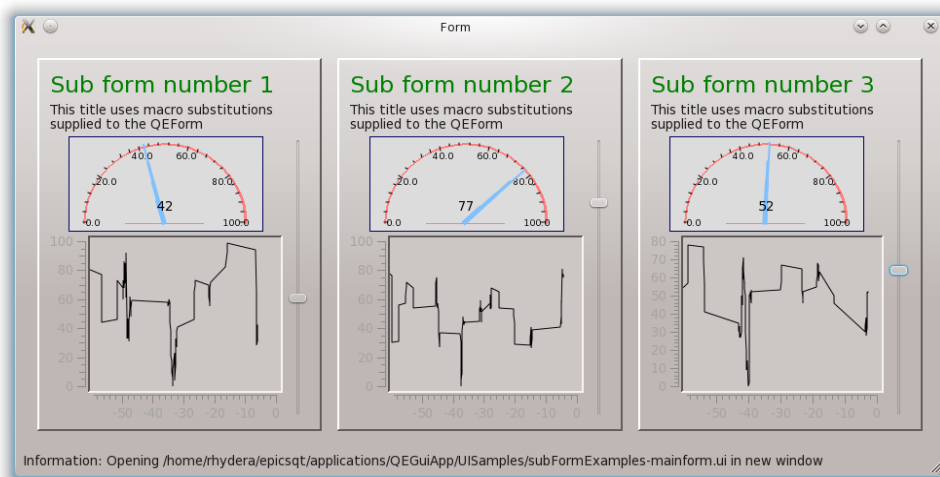 Form
Sub form number 1
This title uses macro substitutions
supplied to the QEForm
0.0 20.0 40.0 60.0 80.0 100.0
42
100
80
60
40
20
0
-50 -40 -30 -20 -10 0
Sub form number 2
This title uses macro substitutions
supplied to the QEForm
0.0 20.0 40.0 60.0 80.0 100.0
77
100
80
60
40
20
0
-50 -40 -30 -20 -10 0
Sub form number 3
This title uses macro substitutions
supplied to the QEForm
0.0 20.0 40.0 60.0 80.0 100.0
52
80
70
60
50
40
30
20
10
0
-50 -40 -30 -20 -10 0
Information: Opening /home/rhydera/epicsqt/applications/QEGuiApp/UISamples/subFormExamples-mainform.ui in new window